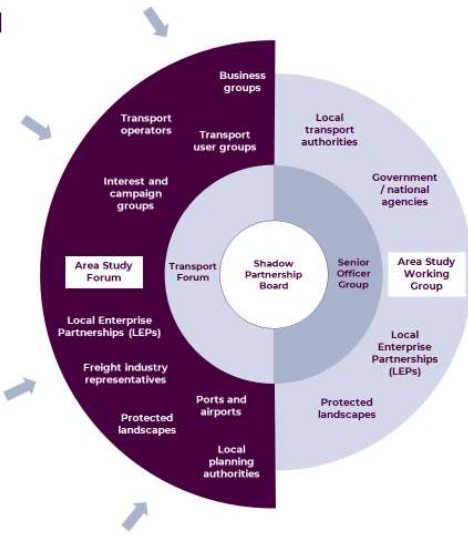 Business
groups
Transport
operators
Transport
user groups
Interest and
campaign
groups
Area Study
Forum
Local Enterprise
Partnerships (LEPs)
Freight industry
representatives
Ports and
airports
Protected
landscapes
Local
planning
authorities
Transport
Forum
Shadow
Partnership
Board
Senior
Officer
Group
Local
transport
authorities
Government
/ national
agencies
Area Study
Working
Group
Local
Enterprise
Partnerships
(LEPs)
Protected
landscapes